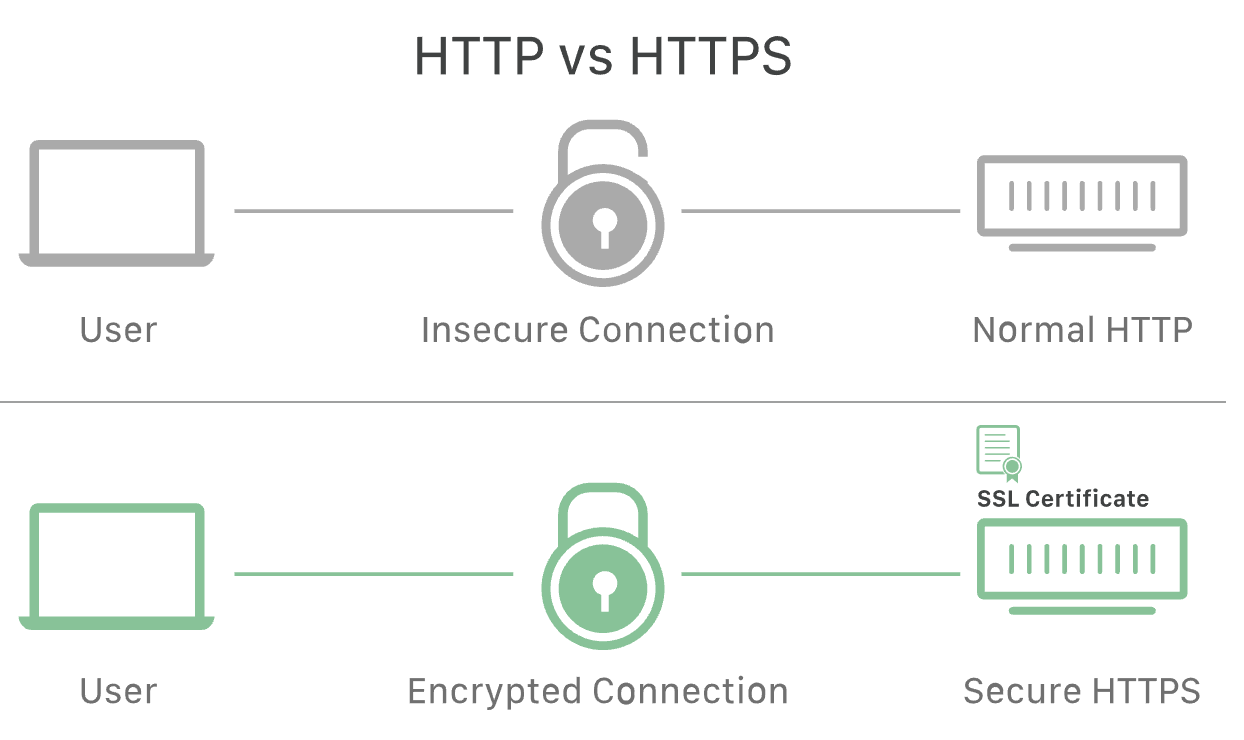 HTTP vs HTTPS
User
Insecure Connection
Normal HTTP
SSL Certificate
User
Encrypted Connection
Secure HTTPS